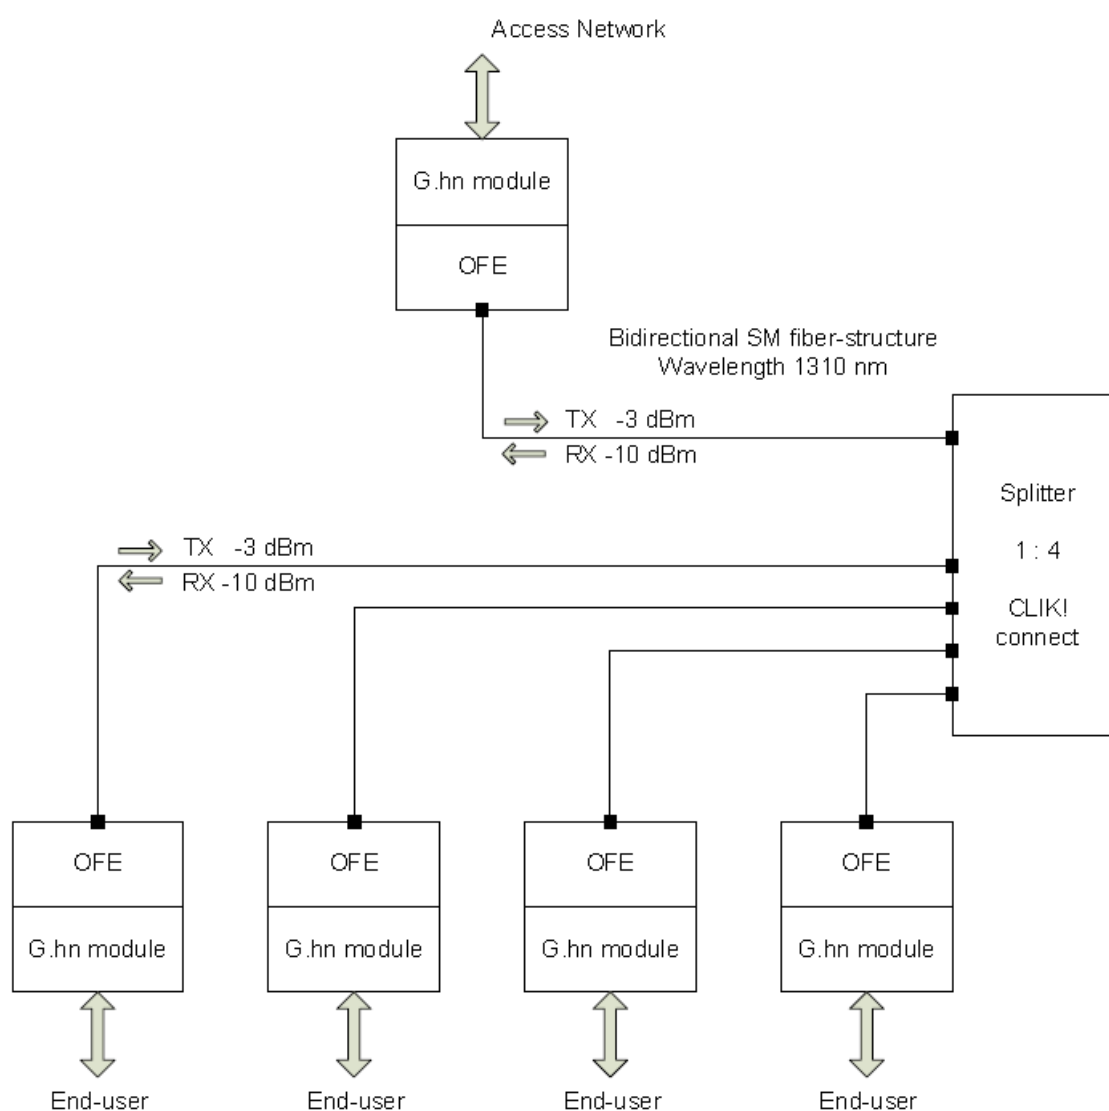 Access Network
G.hn module
OFE
Bidirectional SM fiber-structure
Wavelength 1310 nm
TX -3 dBm
RX -10 dBm
Splitter
1 : 4
CLIK!
connect
TX -3 dBm
RX -10 dBm
OFE
G.hn module
End-user
OFE
G.hn module
End-user
OFE
G.hn module
End-user
OFE
G.hn module
End-user